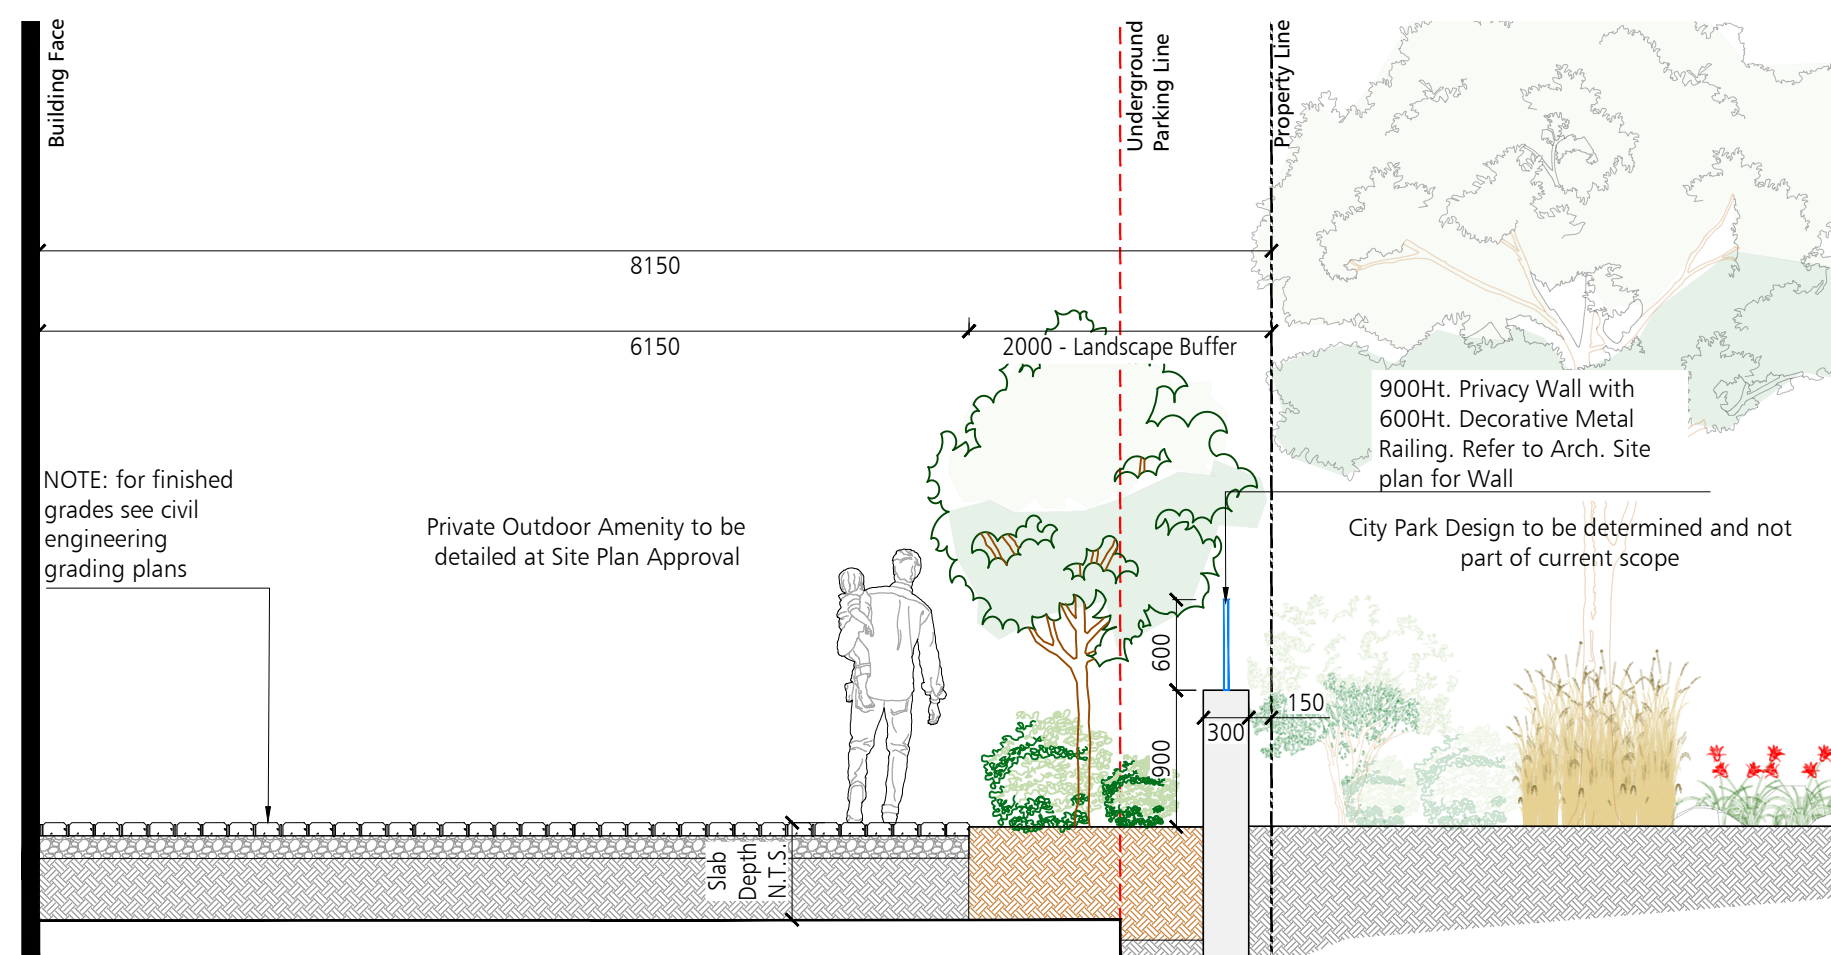 Building Face
Underground
Parking Line
Property Line
8150
6150
2000 - Landscape Buffer
900Ht. Privacy Wall with
600Ht. Decorative Metal
Railing. Refer to Arch. Site
plan for Wall
NOTE: for finished
grades see civil
engineering
grading plans
Private Outdoor Amenity to be
detailed at Site Plan Approval
City Park Design to be determined and not
part of current scope
600
150
300
900
Slab
Depth
N.T.S.